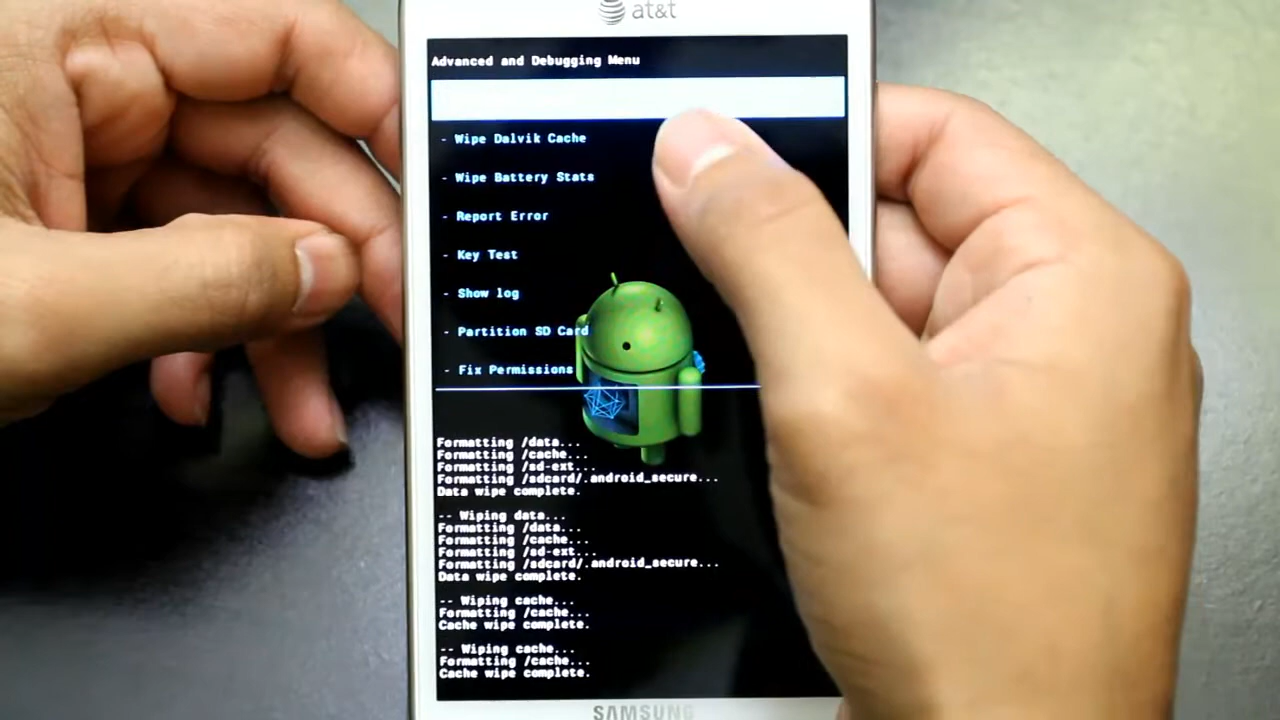 at&t
Advanced and Debugging Menu
- Wipe Dalvik Cache
- Wipe Battery Stats
- Report Error
- Key Test
- Show log
- Partition SD Card
- Fix Permissions
Formatting /data...
Formatting /cache...
Formatting /sd-ext...
Formatting /sdcard/.android_secure...
Data wipe complete.
-- Wiping data...
Formatting /data...
Formatting /cache...
Formatting /sd-ext...
Formatting /sdcard/.android_secure...
Data wipe complete.
-- Wiping cache...
Formatting /cache...
Cache wipe complete.
-- Wiping cache...
Formatting /cache...
Cache wipe complete.
SAMSUNG